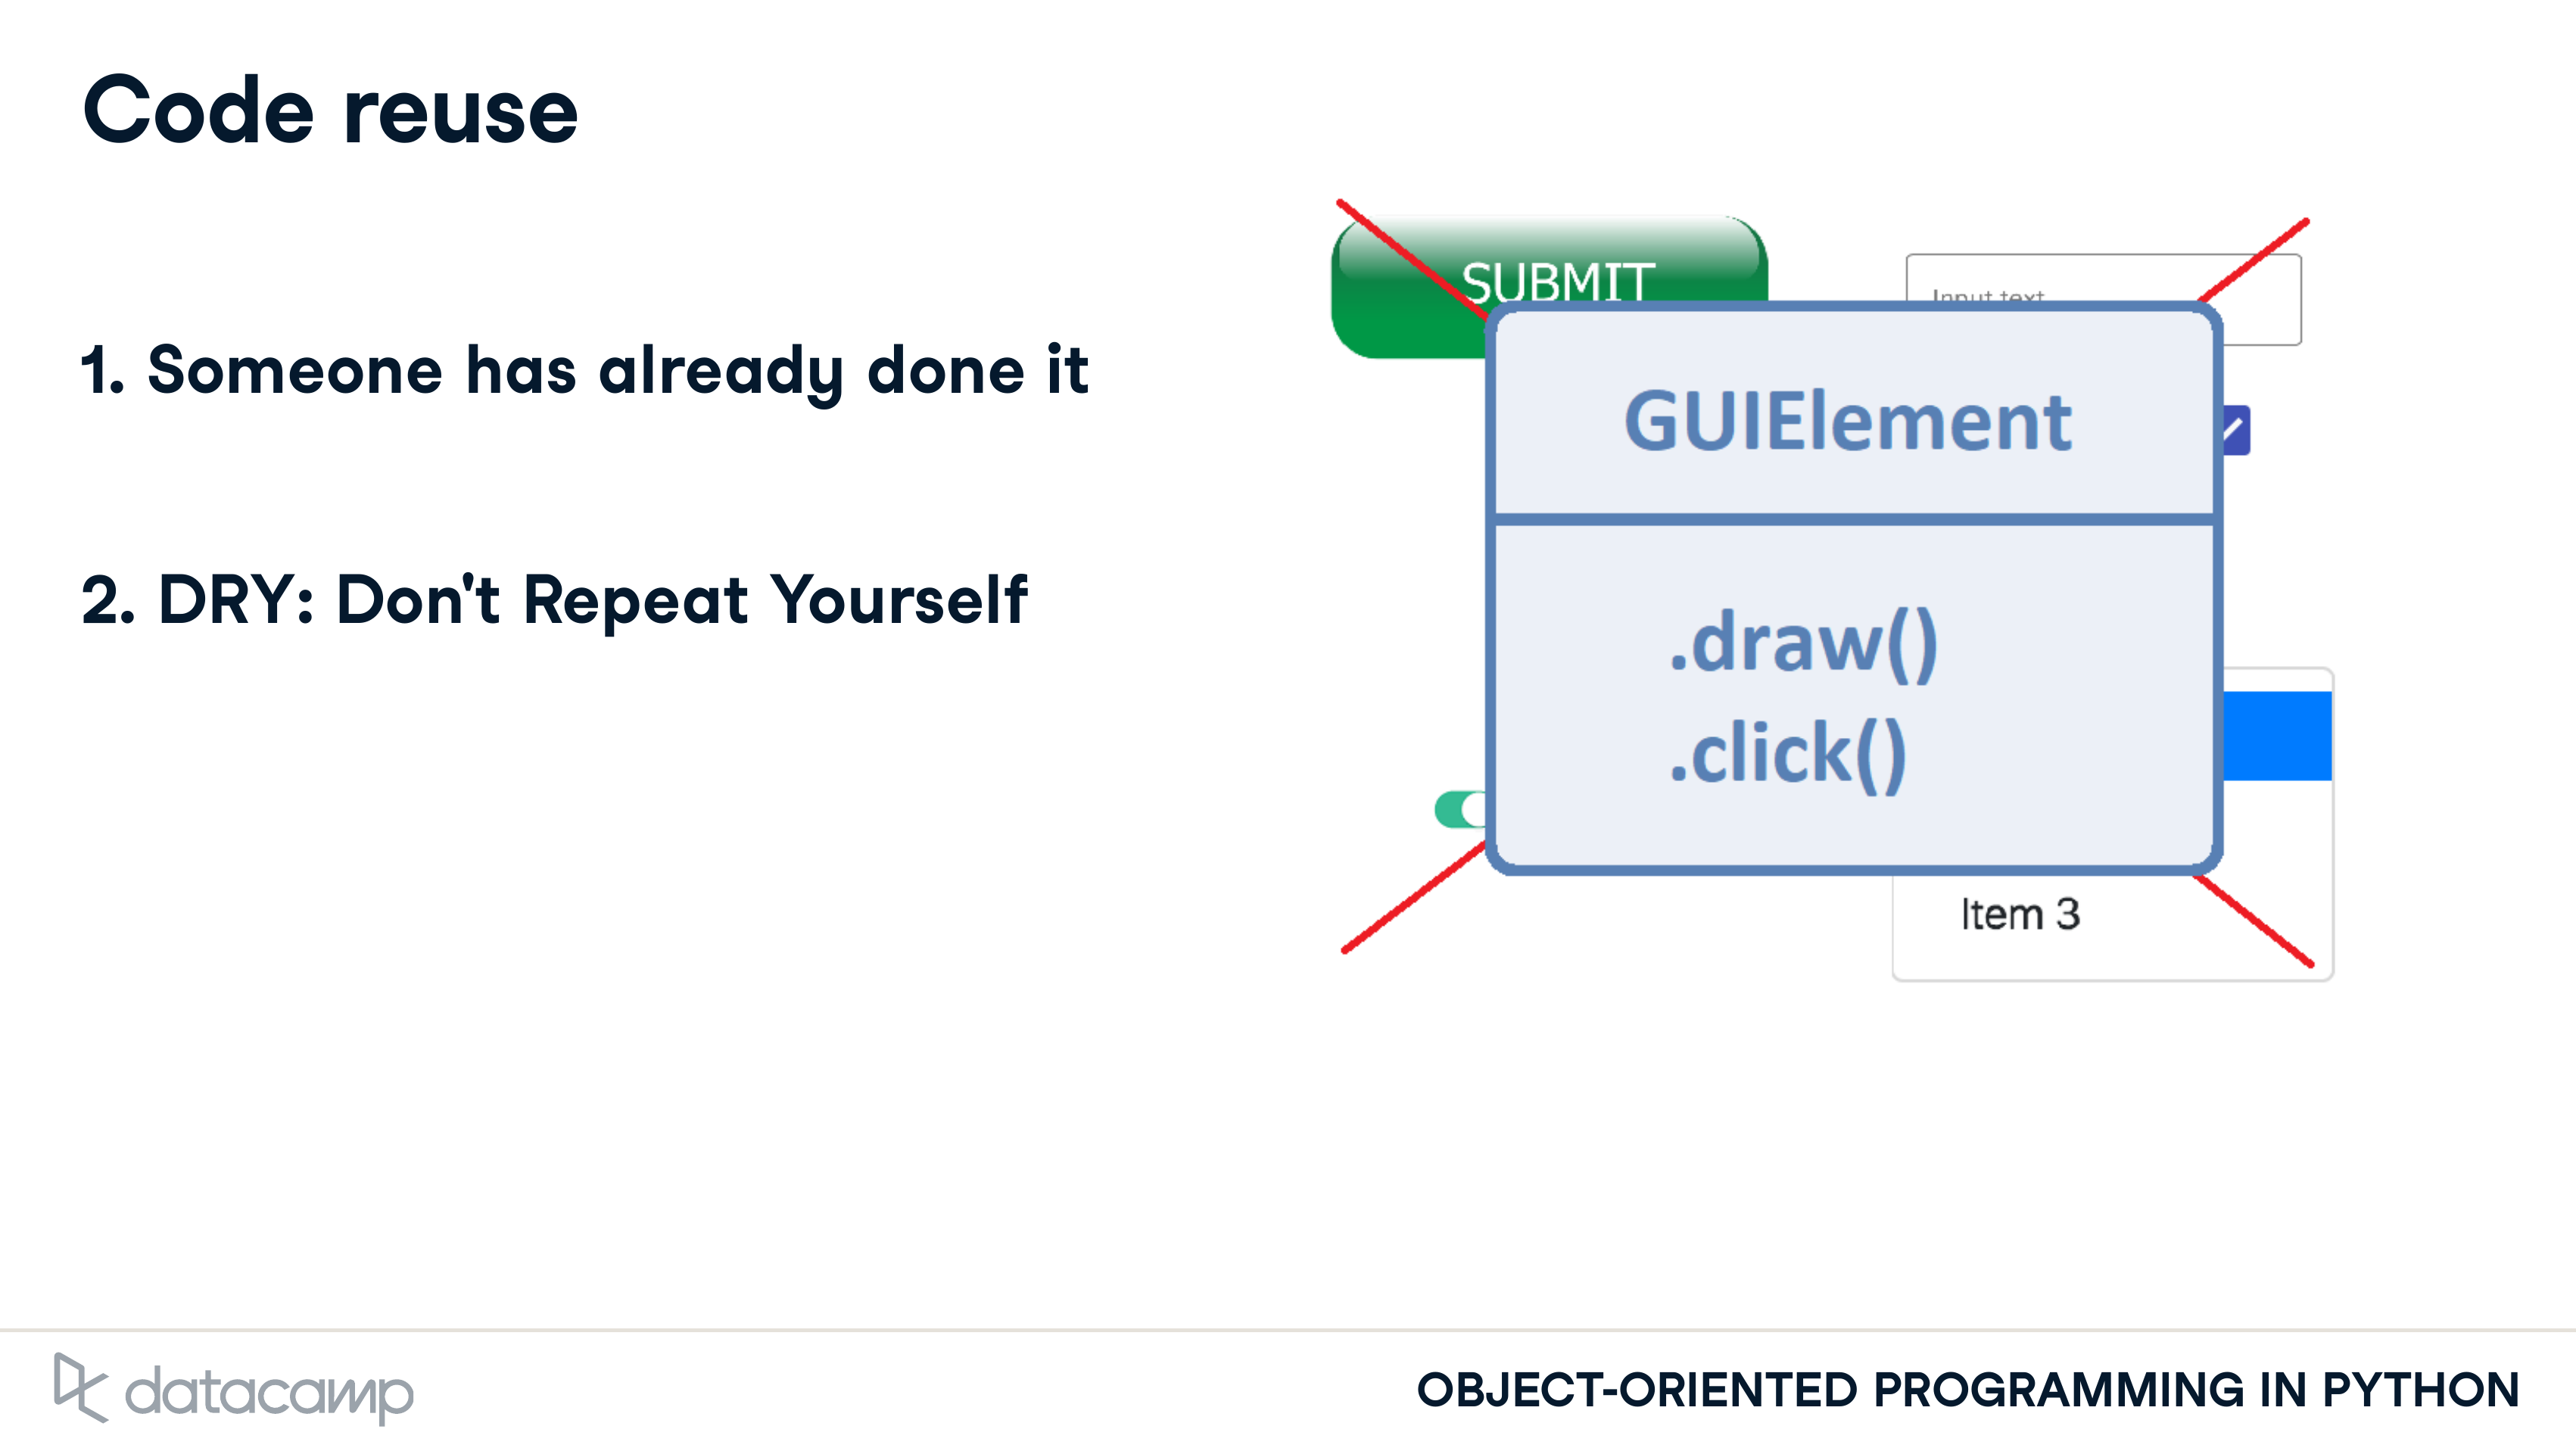 Code reuse
1. Someone has already done it
2. DRY: Don't Repeat Yourself
SUBMIT
Input text
GUIElement
.draw()
.click()
Item 3
datacamp
OBJECT-ORIENTED PROGRAMMING IN PYTHON